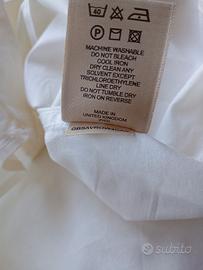 40
P
MACHINE WASHABLE
DO NOT BLEACH
COOL IRON
DRY CLEAN ANY
SOLVENT EXCEPT
TRICHLOROETHYLENE
LINE DRY
DO NOT TUMBLE DRY
IRON ON REVERSE
MADE IN
UNITED KINGDOM
subito